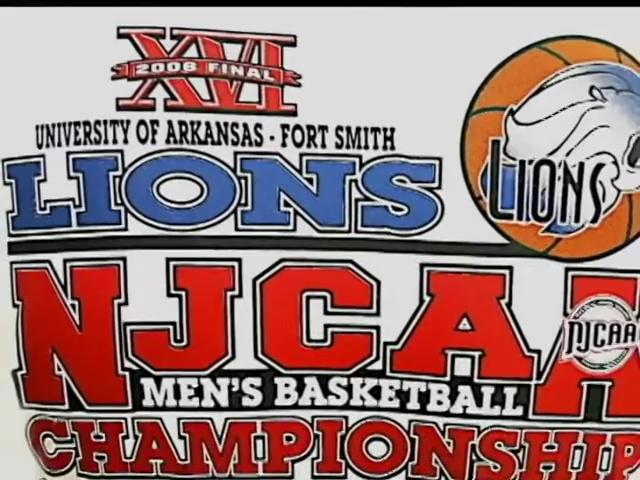 XVI
2008 FINAL
UNIVERSITY OF ARKANSAS - FORT SMITH
LIONS
LIONS
NJCAA
NJCAA
MEN'S BASKETBALL
CHAMPIONSHIP